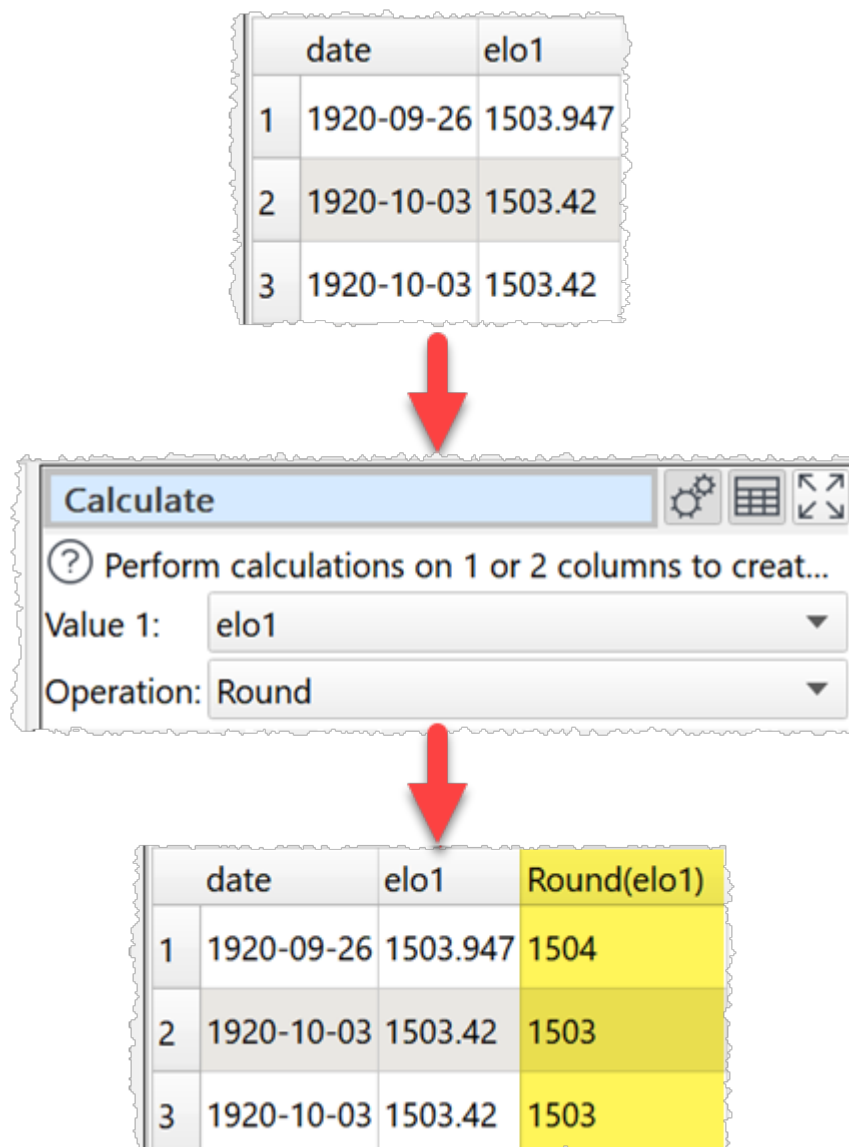 date elo1
1 1920-09-26 1503.947
2 1920-10-03 1503.42
3 1920-10-03 1503.42
Calculate
? Perform calculations on 1 or 2 columns to creat...
Value 1: elo1
Operation: Round
date elo1 Round(elo1)
1 1920-09-26 1503.947 1504
2 1920-10-03 1503.42 1503
3 1920-10-03 1503.42 1503